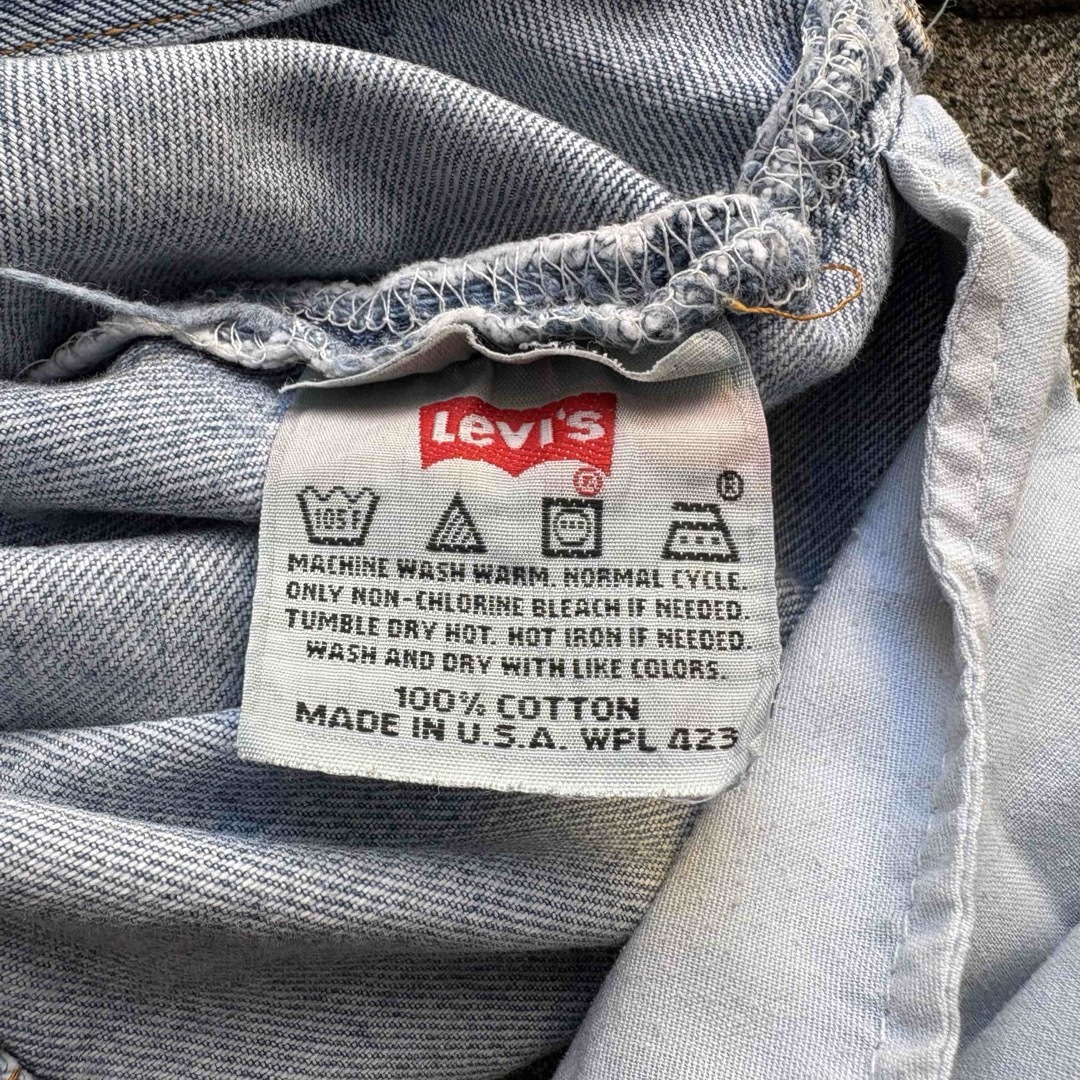 Levi's
®
®
105F
MACHINE WASH WARM. NORMAL CYCLE.
ONLY NON-CHLORINE BLEACH IF NEEDED.
TUMBLE DRY HOT. HOT IRON IF NEEDED.
WASH AND DRY WITH LIKE COLORS.
100% COTTON
MADE IN U.S.A. WPL 423